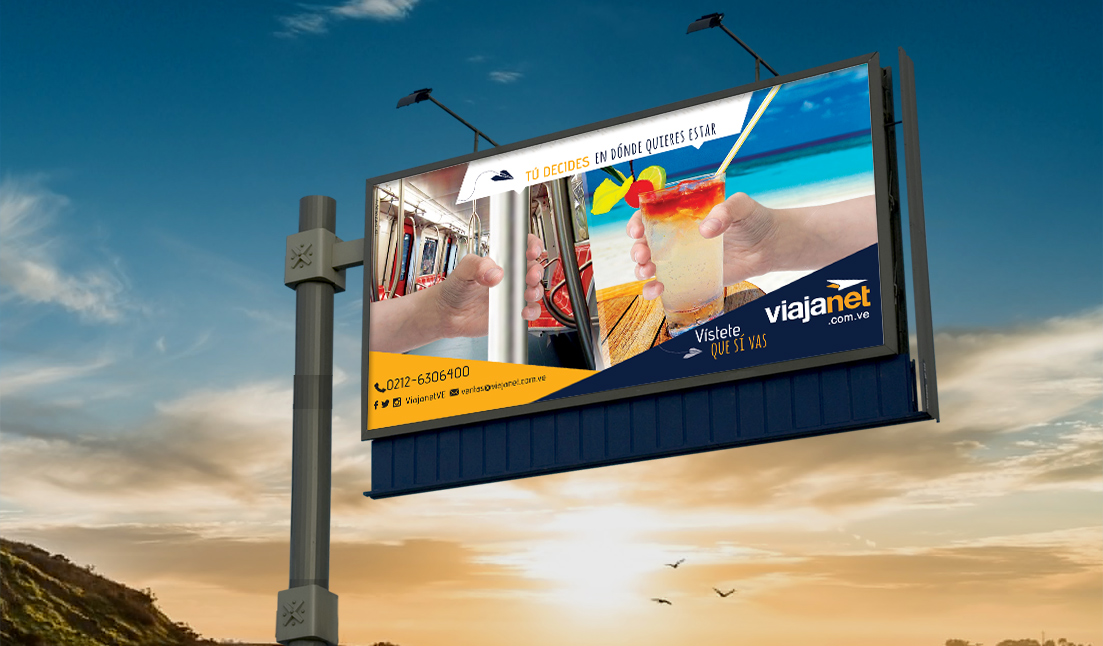 TÚ DECIDES EN DÓNDE QUIERES ESTAR
viajanet
.com.ve
Vístete
QUE SÍ VAS
0212-6306400
ViajanetVE ventas@viajanet.com.ve